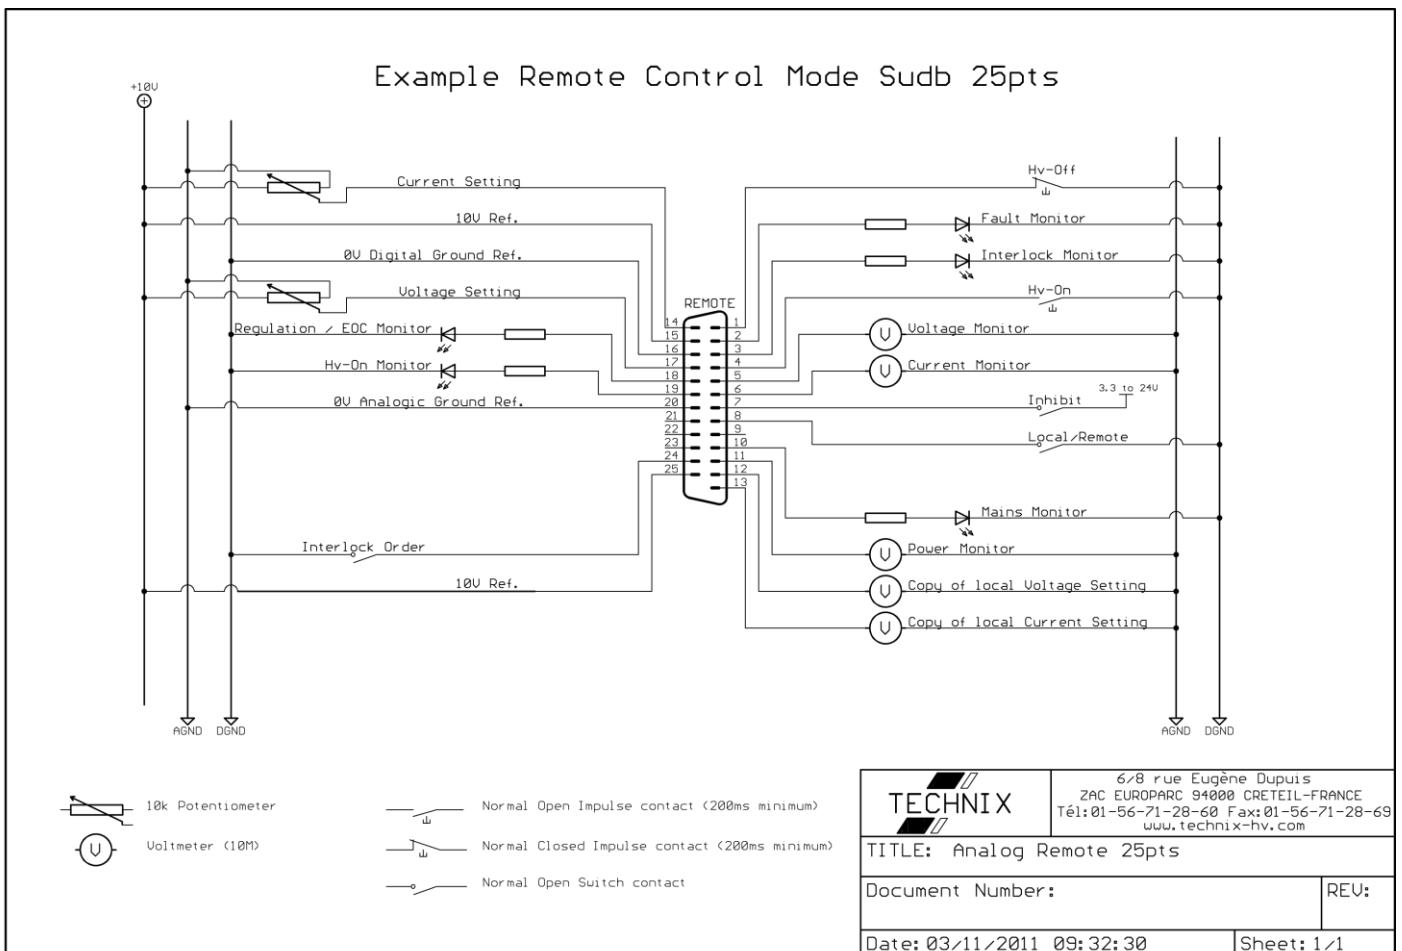 Example Remote Control Mode Sudb 25pts
+10V
Current Setting
10V Ref.
0V Digital Ground Ref.
Voltage Setting
Regulation / EOC Monitor
Hv-On Monitor
0V Analogic Ground Ref.
Interlock Order
10V Ref.
REMOTE
14
15
16
17
18
19
20
21
22
23
24
25
1
2
3
4
5
6
7
8
9
10
11
12
13
Hv-Off
Fault Monitor
Interlock Monitor
Hv-On
V Voltage Monitor
V Current Monitor
3.3 to 24V
Inhibit
Local/Remote
Mains Monitor
V Power Monitor
V Copy of local Voltage Setting
V Copy of local Current Setting
AGND DGND
AGND DGND
10k Potentiometer
V Voltmeter (10M)
Normal Open Impulse contact (200ms minimum)
Normal Closed Impulse contact (200ms minimum)
Normal Open Switch contact
TECHNIX
6/8 rue Eugène Dupuis
ZAC EUROPARC 94000 CRETEIL-FRANCE
Tél:01-56-71-28-60 Fax:01-56-71-28-69
www.technix-hv.com
TITLE: Analog Remote 25pts
Document Number:
REV:
Date: 03/11/2011 09:32:30
Sheet: 1/1